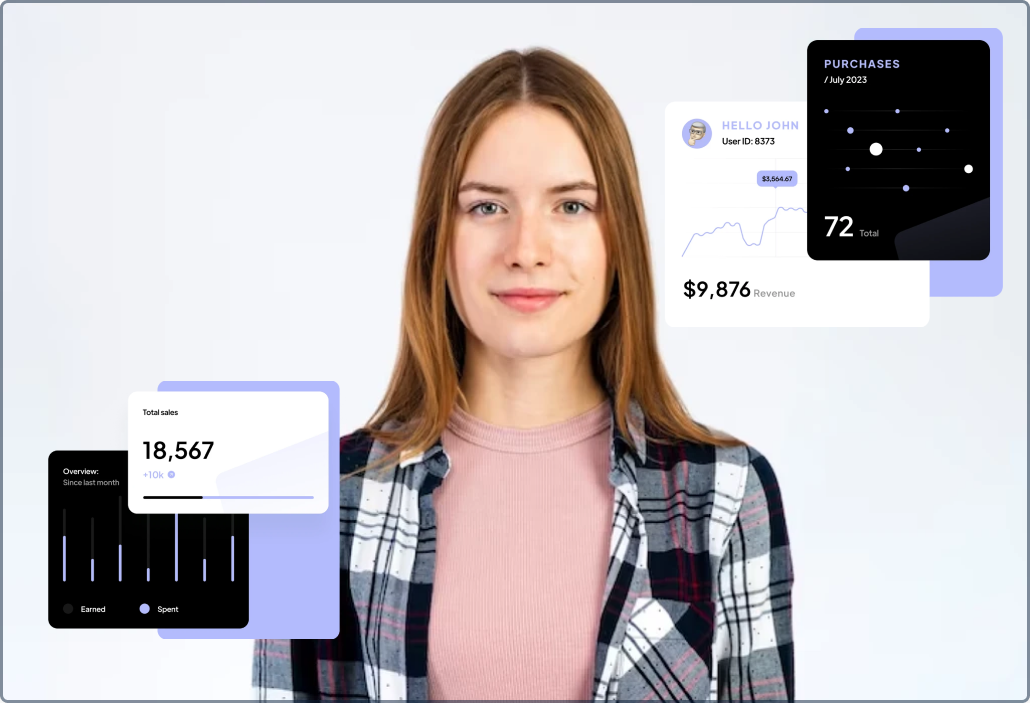 PURCHASES
/ July 2023
72 Total
HELLO JOHN
User ID: 8373
$3,564.67
$9,876 Revenue
Total sales
18,567
+10k
Overview:
Since last month
Earned
Spent